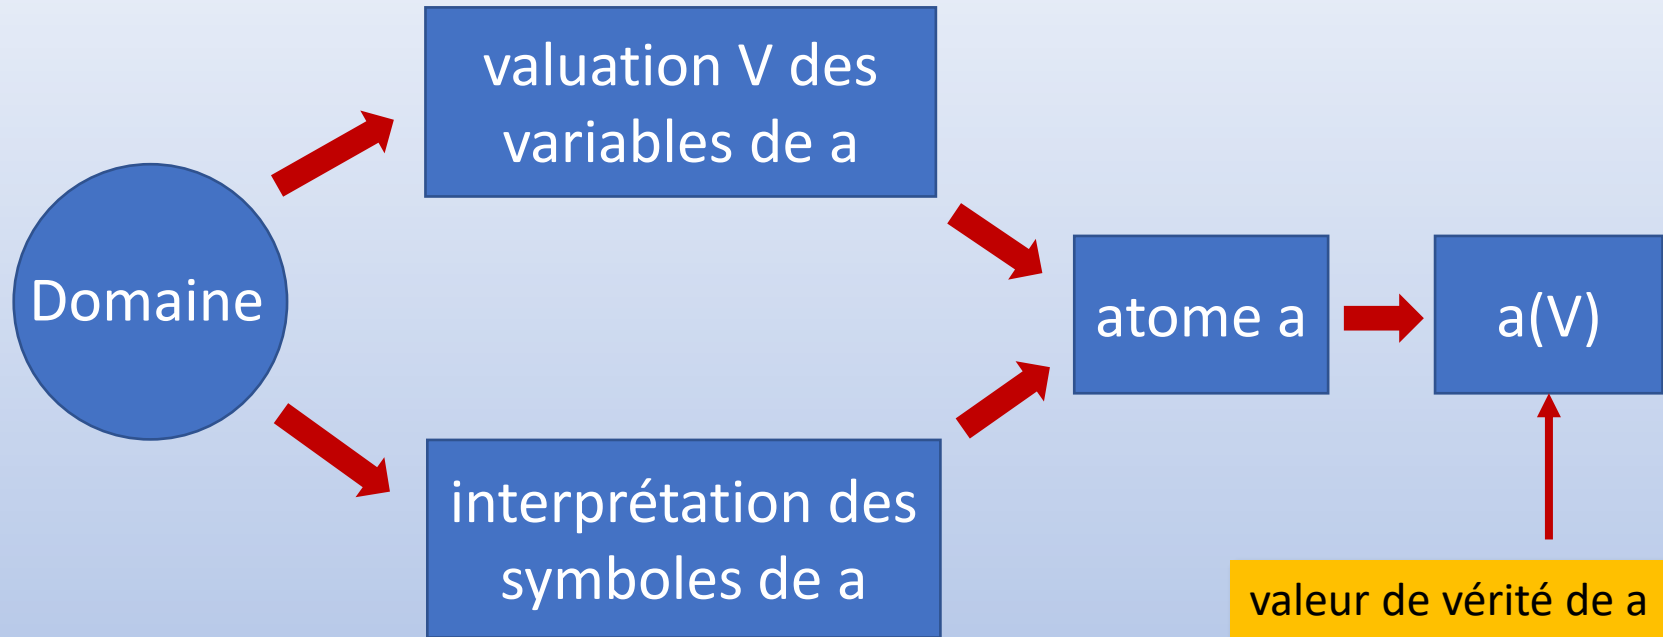 valuation V des
variables de a
Domaine
atome a
a(V)
interprétation des
symboles de a
valeur de vérité de a